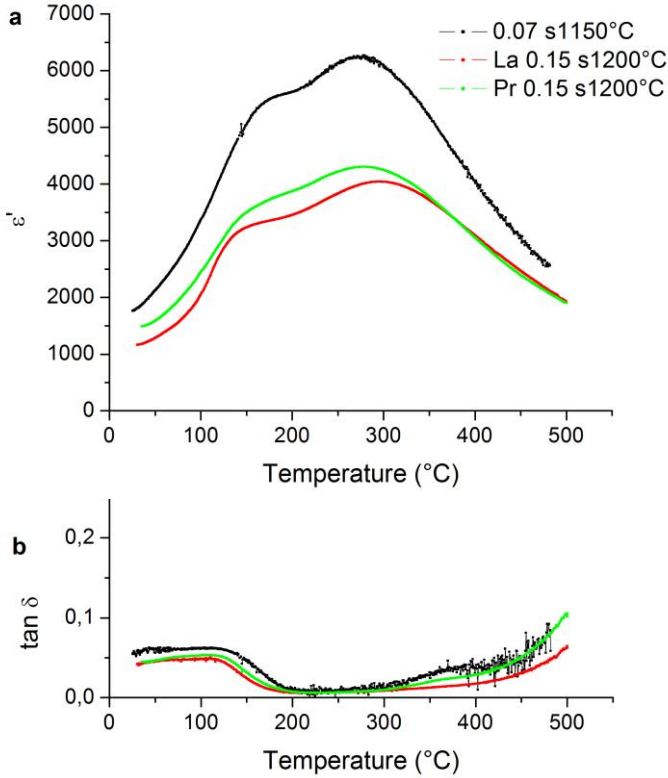 a
0.07 s1150°C
La 0.15 s1200°C
Pr 0.15 s1200°C
7000
6000
5000
4000
3000
2000
1000
0
ε'
0 100 200 300 400 500
Temperature (°C)
b
0,2
0,1
0,0
tan δ
0 100 200 300 400 500
Temperature (°C)